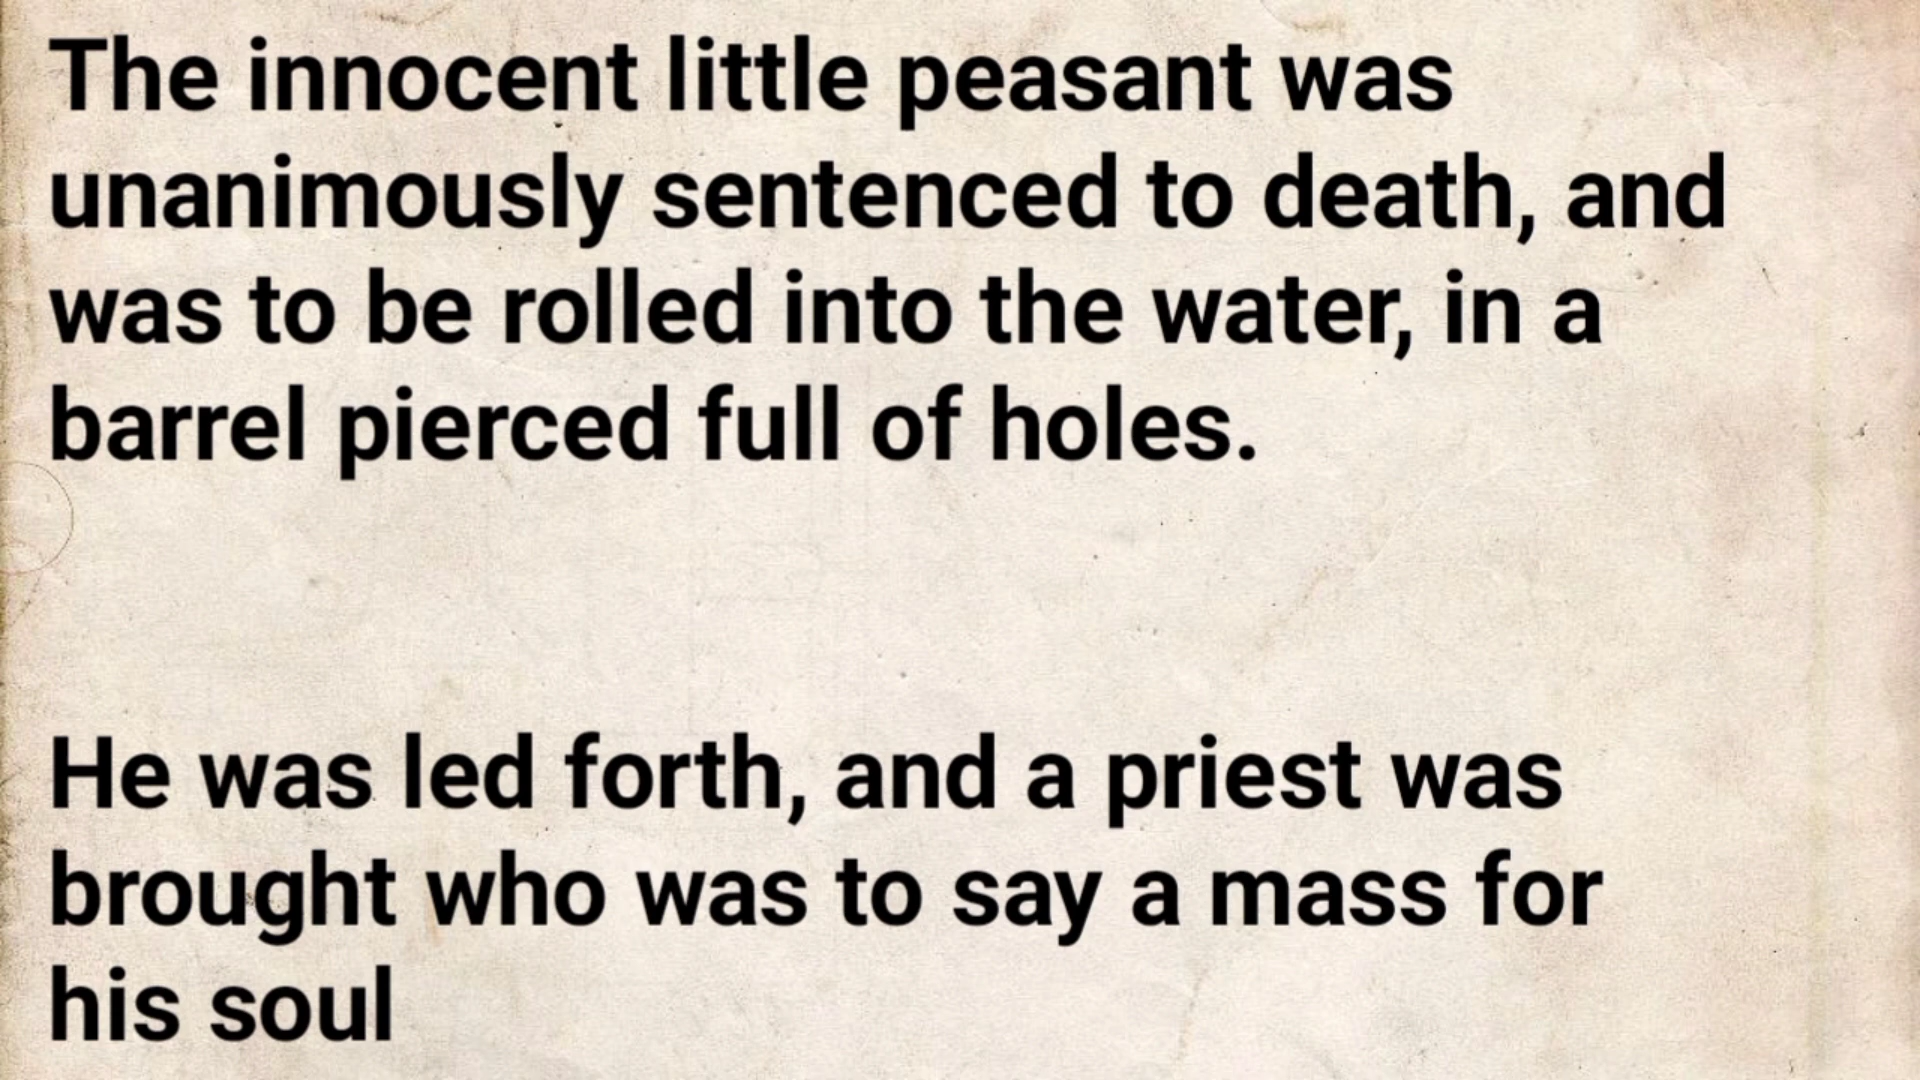 The innocent little peasant was
unanimously sentenced to death, and
was to be rolled into the water, in a
barrel pierced full of holes.
He was led forth, and a priest was
brought who was to say a mass for
his soul